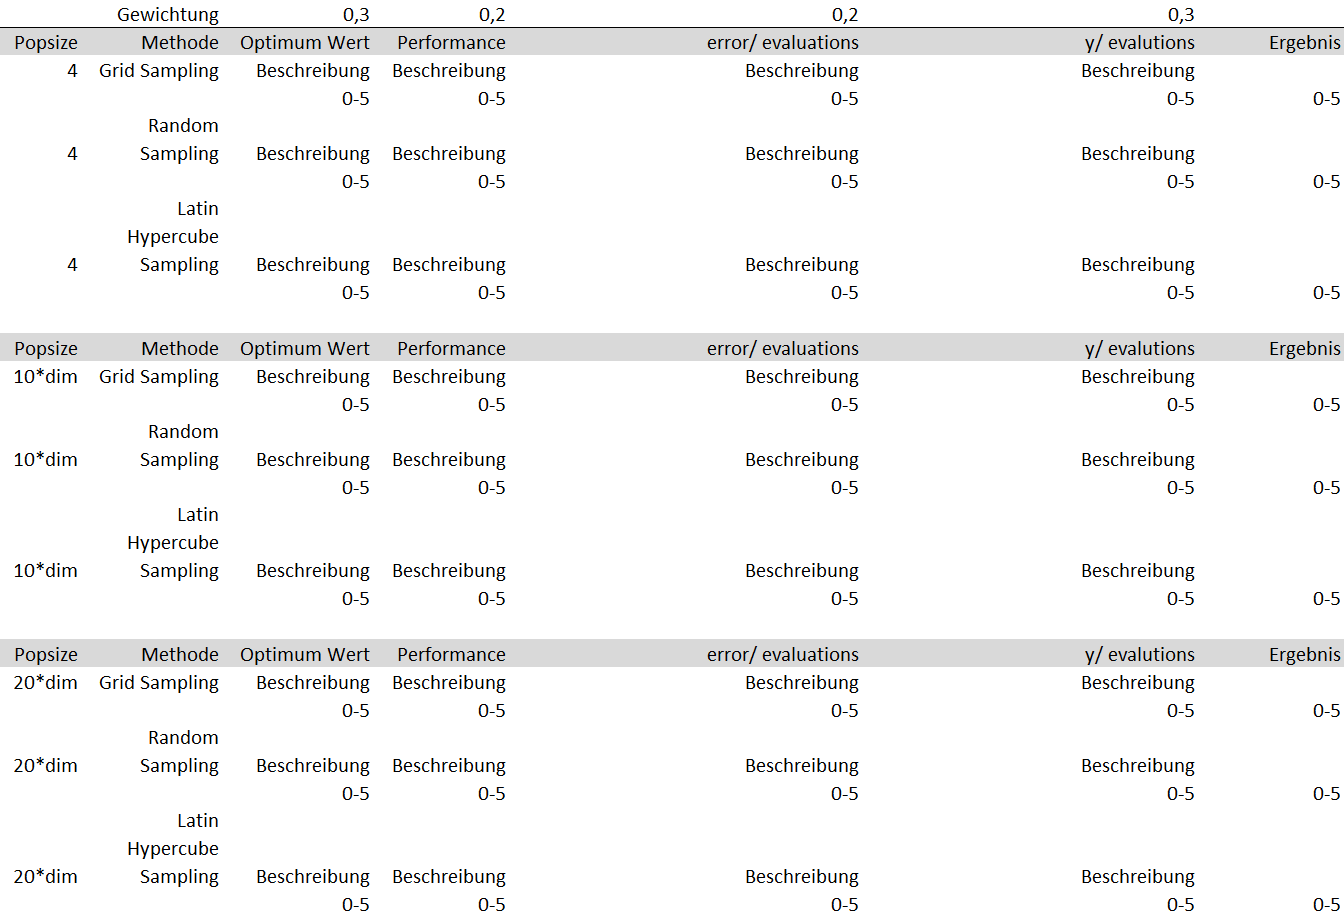 Gewichtung 0,3 0,2 0,2 0,3
Popsize Methode Optimum Wert Performance error/ evaluations y/ evalutions Ergebnis
4 Grid Sampling Beschreibung Beschreibung Beschreibung Beschreibung
0-5 0-5 0-5 0-5 0-5
Random
4 Sampling Beschreibung Beschreibung Beschreibung Beschreibung
0-5 0-5 0-5 0-5 0-5
Latin
Hypercube
4 Sampling Beschreibung Beschreibung Beschreibung Beschreibung
0-5 0-5 0-5 0-5 0-5
Popsize Methode Optimum Wert Performance error/ evaluations y/ evalutions Ergebnis
10*dim Grid Sampling Beschreibung Beschreibung Beschreibung Beschreibung
0-5 0-5 0-5 0-5 0-5
Random
10*dim Sampling Beschreibung Beschreibung Beschreibung Beschreibung
0-5 0-5 0-5 0-5 0-5
Latin
Hypercube
10*dim Sampling Beschreibung Beschreibung Beschreibung Beschreibung
0-5 0-5 0-5 0-5 0-5
Popsize Methode Optimum Wert Performance error/ evaluations y/ evalutions Ergebnis
20*dim Grid Sampling Beschreibung Beschreibung Beschreibung Beschreibung
0-5 0-5 0-5 0-5 0-5
Random
20*dim Sampling Beschreibung Beschreibung Beschreibung Beschreibung
0-5 0-5 0-5 0-5 0-5
Latin
Hypercube
20*dim Sampling Beschreibung Beschreibung Beschreibung Beschreibung
0-5 0-5 0-5 0-5 0-5